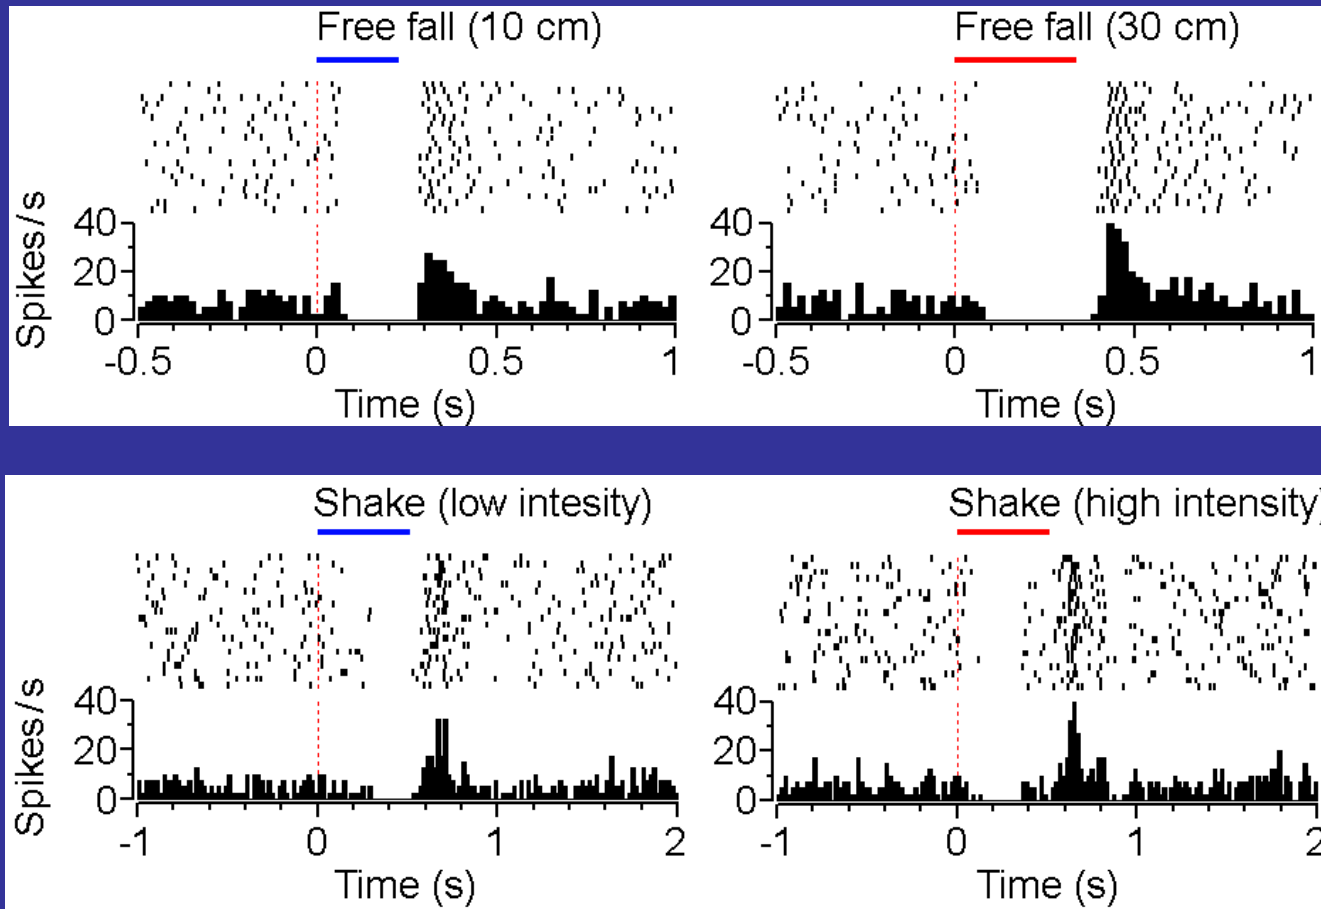 Free fall (10 cm)
Free fall (30 cm)
Spikes/s
40
20
0
-0.5 0 0.5 1
Time (s)
40
20
0
-0.5 0 0.5 1
Time (s)
Shake (low intesity)
Shake (high intensity)
Spikes/s
40
20
0
-1 0 1 2
Time (s)
40
20
0
-1 0 1 2
Time (s)